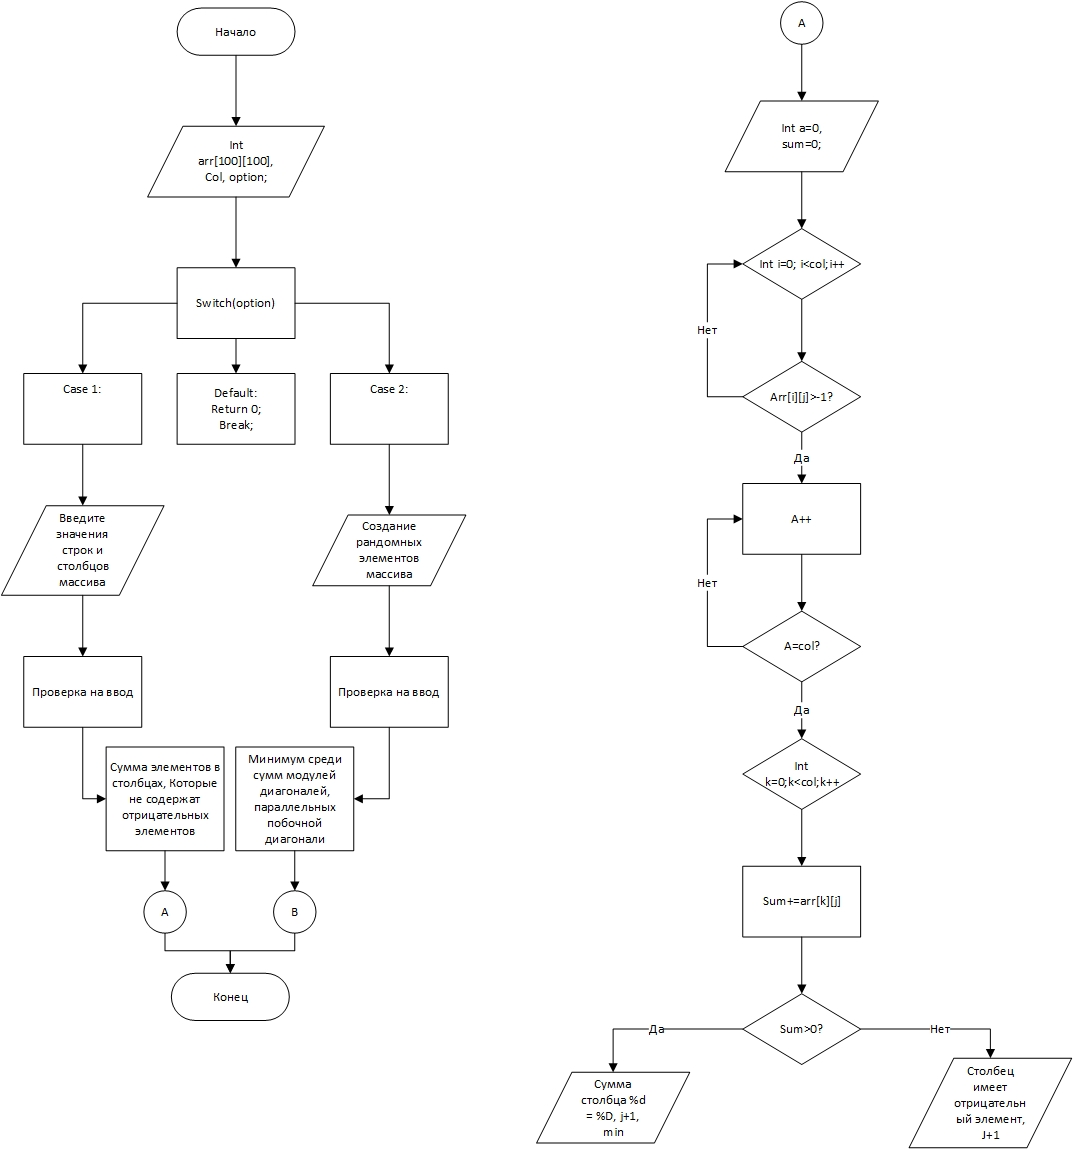 Начало
Int
arr[100][100],
Col, option;
Switch(option)
Case 1:
Default:
Return 0;
Break;
Case 2:
Введите
значения
строк и
столбцов
массива
Создание
рандомных
элементов
массива
Проверка на ввод
Проверка на ввод
Сумма элементов в
столбцах, Которые
не содержат
отрицательных
элементов
Минимум среди
сумм модулей
диагоналей,
параллельных
побочной
диагонали
A
B
Конец
A
Int a=0,
sum=0;
Int i=0; i<col;i++
Нет
Arr[i][j]>-1?
Да
A++
Нет
A=col?
Да
Int
k=0;k<col;k++
Sum+=arr[k][j]
Sum>0?
Да
Нет
Сумма
столбца %d
= %D, j+1,
min
Столбец
имеет
отрицательн
ый элемент,
J+1